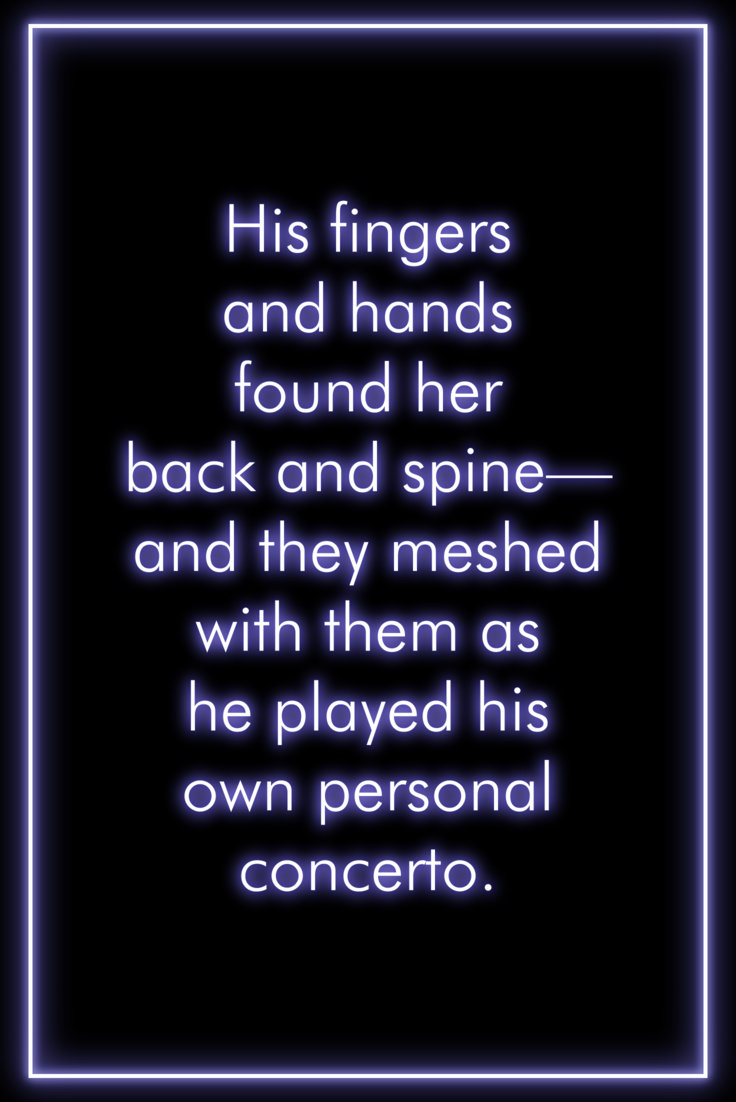 His fingers
and hands
found her
back and spine—
and they meshed
with them as
he played his
own personal
concerto.